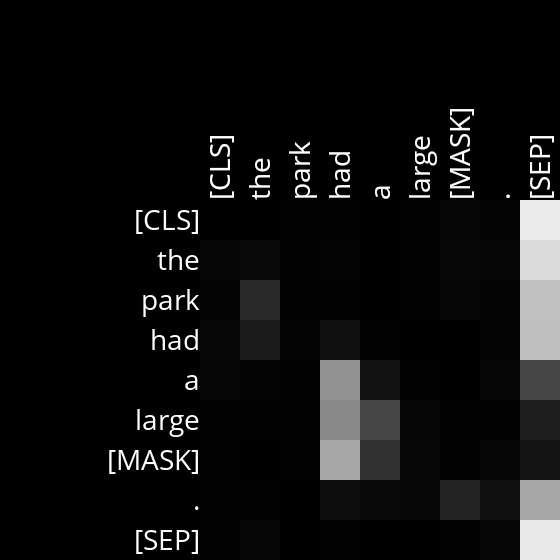 [CLS] the park had a large [MASK] . [SEP]
[CLS]
the
park
had
a
large
[MASK]
.
[SEP]